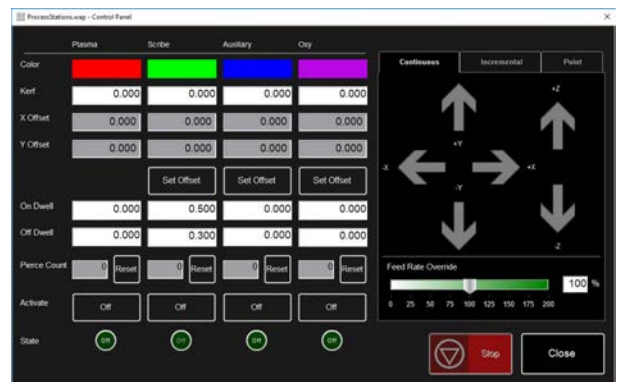 ProcessStations.wap - Control Panel
Plasma Scribe Auxiliary Oxy
Color
Kerf 0.000 0.000 0.000 0.000
X Offset 0.000 0.000 0.000 0.000
Y Offset 0.000 0.000 0.000 0.000
Set Offset Set Offset Set Offset
On Dwell 0.000 0.500 0.000 0.000
Off Dwell 0.000 0.300 0.000 0.000
Pierce Count 0 Reset 0 Reset 0 Reset 0 Reset
Activate Off Off Off Off
State Off Off Off Off
Continuous Incremental Point
+Z
+Y
-X +X
-Y
-Z
Feed Rate Override
100 %
0 25 50 75 100 125 150 175 200
Stop Close